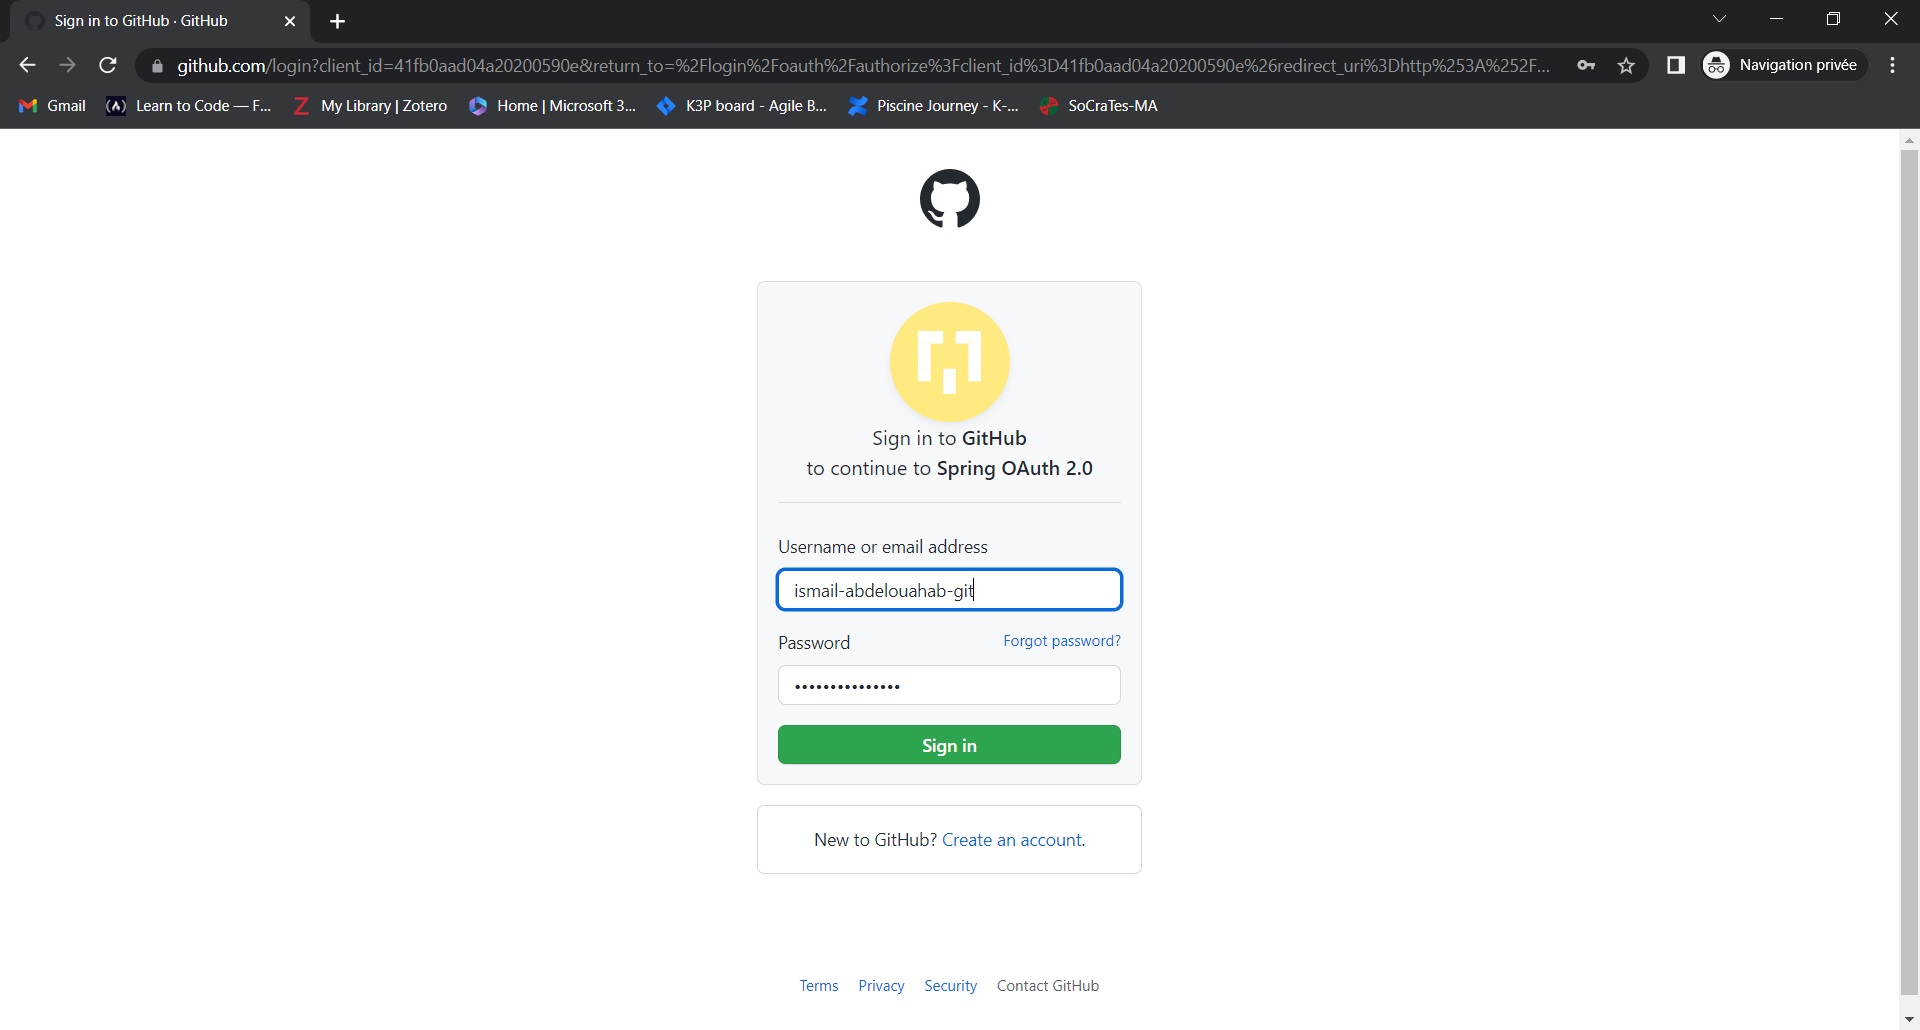 Sign in to GitHub · GitHub
github.com/login?client_id=41fb0aad04a20200590e&return_to=%2Flogin%2Foauth%2Fauthorize%3Fclient_id%3D41fb0aad04a20200590e%26redirect_uri%3Dhttp%253A%252F...
Navigation privée
Gmail
Learn to Code — F...
My Library | Zotero
Home | Microsoft 3...
K3P board - Agile B...
Piscine Journey - K-...
SoCraTes-MA
Sign in to GitHub
to continue to Spring OAuth 2.0
Username or email address
ismail-abdelouahab-git
Password
Forgot password?
Sign in
New to GitHub? Create an account.
Terms
Privacy
Security
Contact GitHub